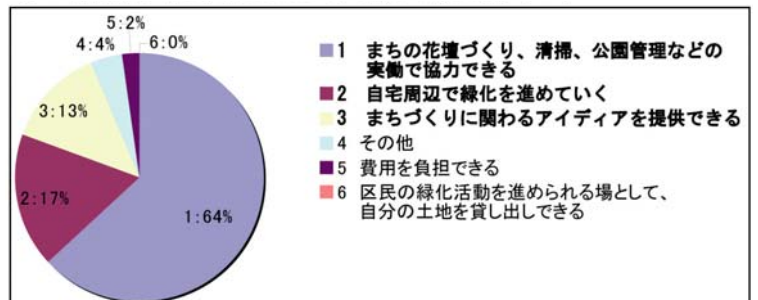 5:2%
4:4%
6:0%
3:13%
2:17%
1:64%
1 まちの花壇づくり、清掃、公園管理などの
実働で協力できる
2 自宅周辺で緑化を進めていく
3 まちづくりに関わるアイディアを提供できる
4 その他
5 費用を負担できる
6 区民の緑化活動を進められる場として、
自分の土地を貸し出しできる